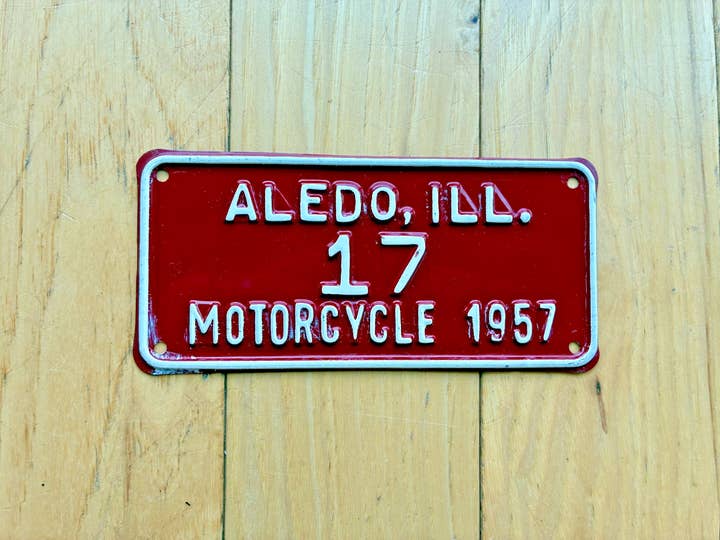 ALEDO, ILL.
17
MOTORCYCLE 1957